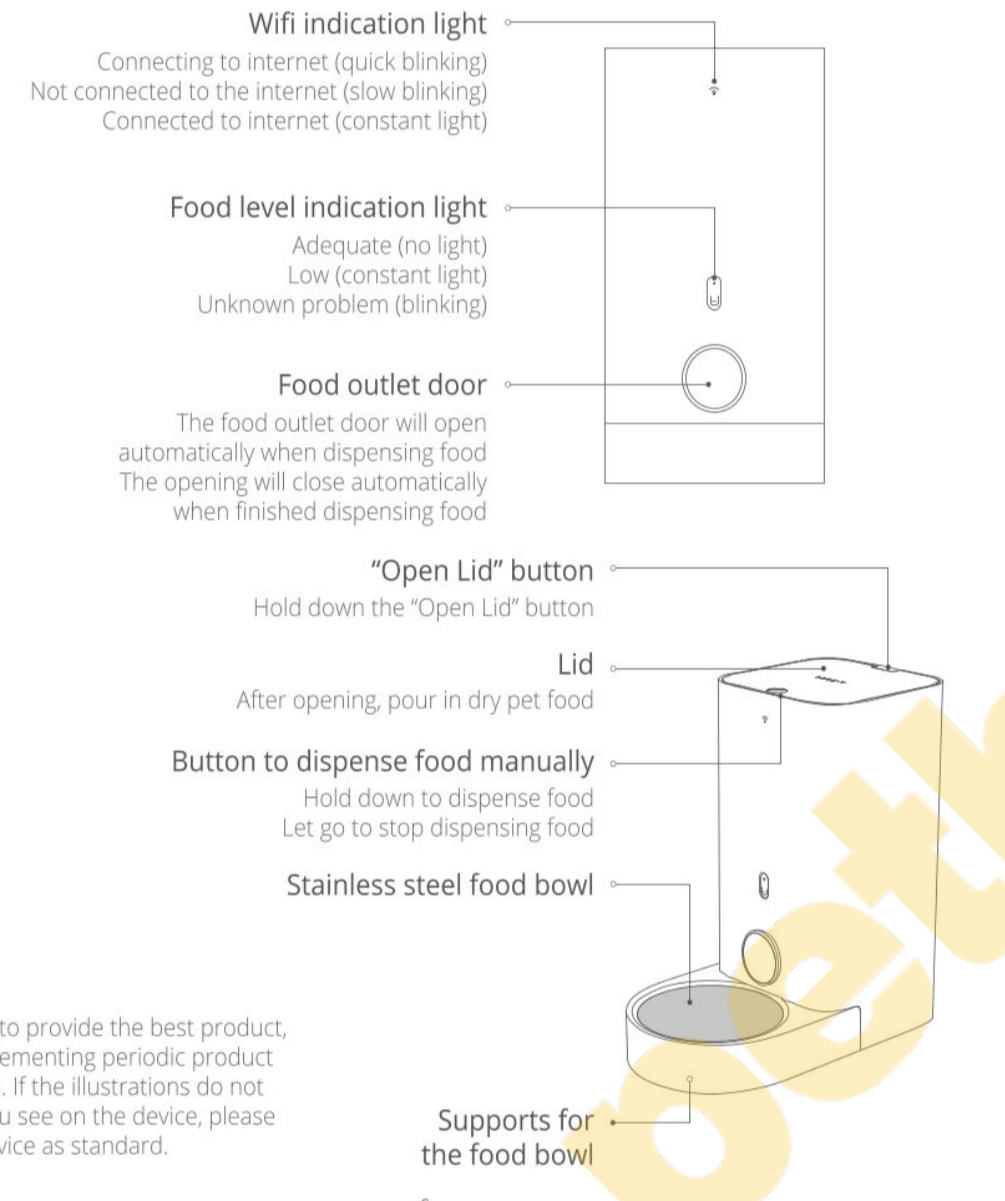 Wifi indication light
Connecting to internet (quick blinking)
Not connected to the internet (slow blinking)
Connected to internet (constant light)
Food level indication light
Adequate (no light)
Low (constant light)
Unknown problem (blinking)
Food outlet door
The food outlet door will open
automatically when dispensing food
The opening will close automatically
when finished dispensing food
“Open Lid” button
Hold down the “Open Lid” button
Lid
After opening, pour in dry pet food
Button to dispense food manually
Hold down to dispense food
Let go to stop dispensing food
Stainless steel food bowl
to provide the best product,
ementing periodic product
. If the illustrations do not
u see on the device, please
vice as standard.
Supports for
the food bowl
petk